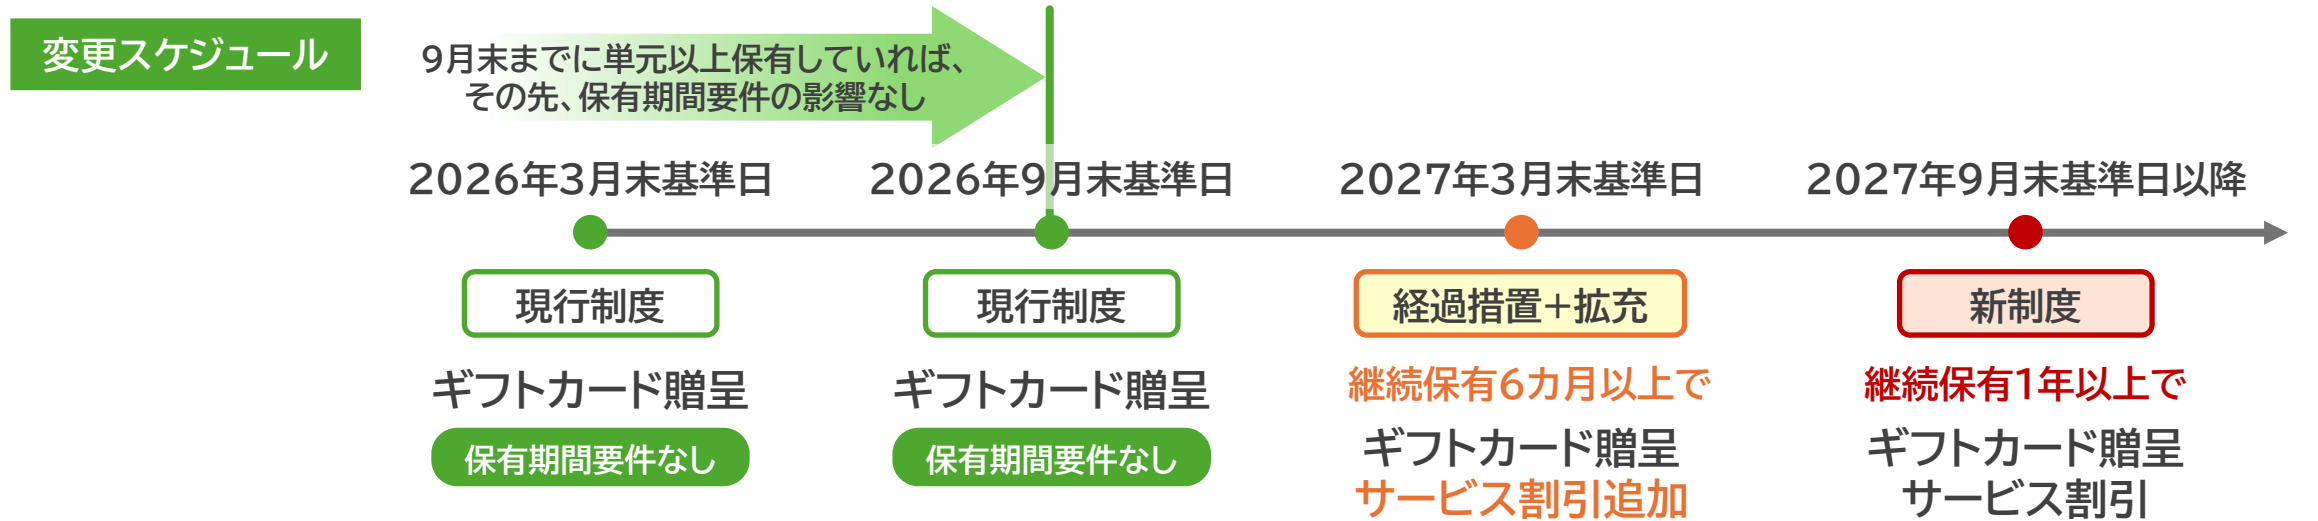 変更スケジュール
9月末までに単元以上保有していれば、
その先、保有期間要件の影響なし
2026年3月末基準日
現行制度
ギフトカード贈呈
保有期間要件なし
2026年9月末基準日
現行制度
ギフトカード贈呈
保有期間要件なし
2027年3月末基準日
経過措置+拡充
継続保有6カ月以上で
ギフトカード贈呈
サービス割引追加
2027年9月末基準日以降
新制度
継続保有1年以上で
ギフトカード贈呈
サービス割引